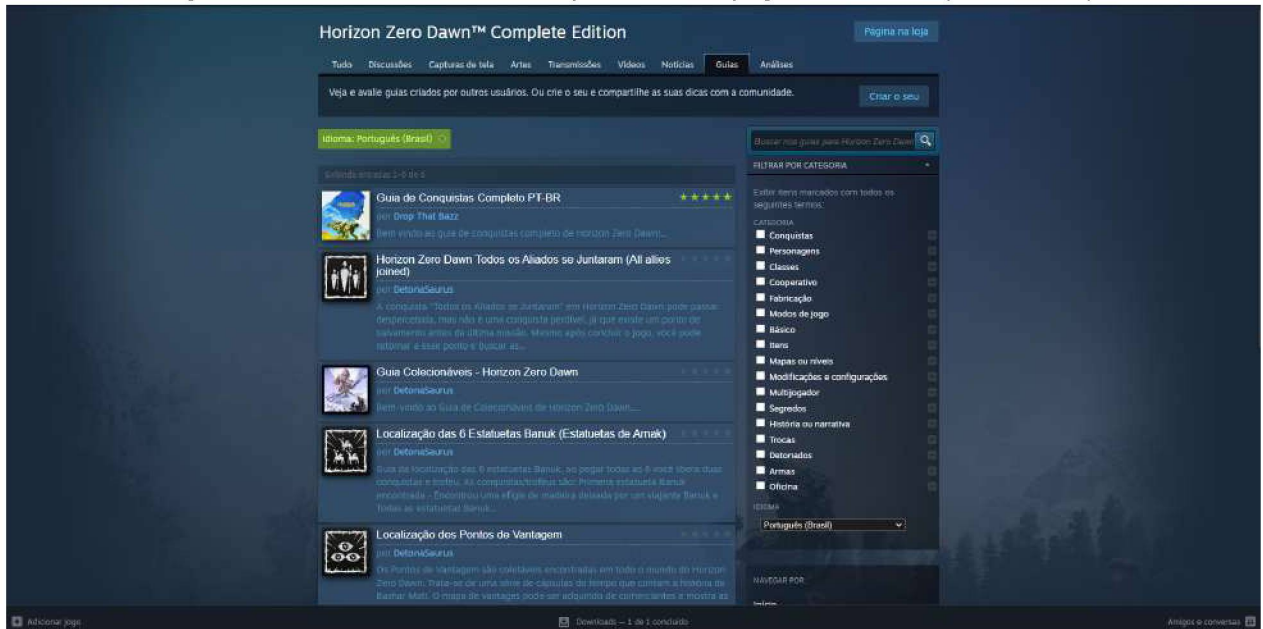 Horizon Zero Dawn™ Complete Edition
Página na loja
Tudo Discussões Capturas de tela Artes Transmissões Vídeos Notícias Guias Análises
Veja e avalie guias criados por outros usuários. Ou crie o seu e compartilhe as suas dicas com a comunidade.
Criar o seu
Idioma: Português (Brasil)
Exibindo entradas 1-6 de 6
Guia de Conquistas Completo PT-BR
por Drop That Bazz
Bem vindo ao guia de conquistas completo de Horizon Zero Dawn...
Horizon Zero Dawn Todos os Aliados se Juntaram (All allies
joined)
por DetonaSaurus
A conquista "Todos os Aliados se Juntaram" em Horizon Zero Dawn pode passar
despercebida, mas não é uma conquista perdível, já que existe um ponto de
salvamento antes da última missão. Mesmo após concluir o jogo, você pode
retornar a esse ponto e buscar as...
Guia Colecionáveis - Horizon Zero Dawn
por DetonaSaurus
Bem-vindo ao Guia de Colecionáveis de Horizon Zero Dawn...
Localização das 6 Estatuetas Banuk (Estatuetas de Arnak)
por DetonaSaurus
Guia de localização das 6 estatuetas Banuk, ao pegar todas as 6 você libera duas
conquistas e troféu. As conquistas/troféus são: Primeira estatueta Banuk
encontrada - Encontrou uma efígie de madeira deixada por um viajante Banuk e
Todas as estatuetas Banuk...
Localização dos Pontos de Vantagem
por DetonaSaurus
Os Pontos de Vantagem são coletáveis encontradas em todo o mundo do Horizon
Zero Dawn. Trata-se de uma série de cápsulas do tempo que contam a história de
Bashar Mati. O mapa de vantages pode ser adquirido de comerciantes e mostra as
Buscar nos guias para Horizon Zero Dawn
FILTRAR POR CATEGORIA
Exibir itens marcados com todos os
seguintes termos:
CATEGORIA
Conquistas
Personagens
Classes
Cooperativo
Fabricação
Modos de jogo
Básico
Itens
Mapas ou níveis
Modificações e configurações
Multijogador
Segredos
História ou narrativa
Trocas
Detonados
Armas
Oficina
IDIOMA
Português (Brasil)
NAVEGAR POR
Adicionar jogo
Downloads — 1 de 1 concluído
Amigos e conversas